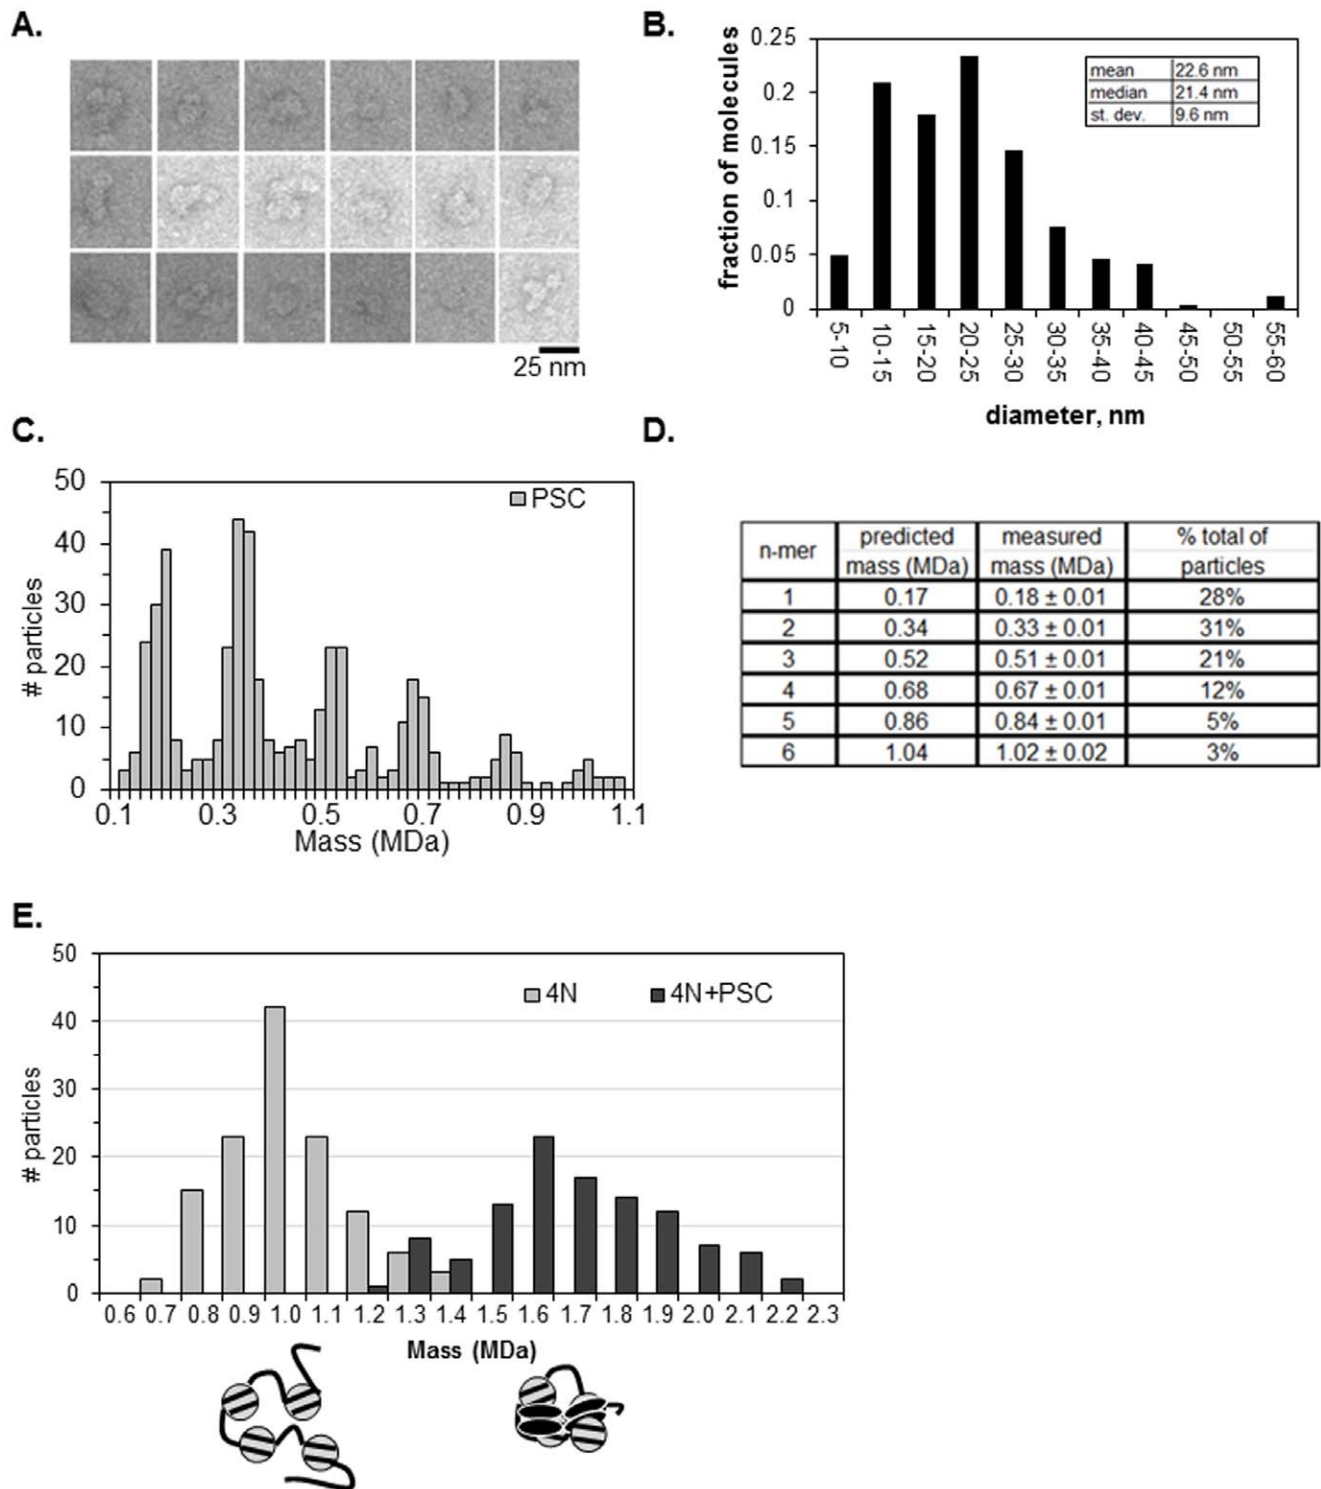 A.
25 nm
B.
fraction of molecules
0.25
0.2
0.15
0.1
0.05
0
mean 22.6 nm
median 21.4 nm
st. dev. 9.6 nm
5-10 10-15 15-20 20-25 25-30 30-35 35-40 40-45 45-50 50-55 55-60
diameter, nm
C.
# particles
50
40
30
20
10
0
PSC
0.1 0.3 0.5 0.7 0.9 1.1
Mass (MDa)
D.
n-mer predicted mass (MDa) measured mass (MDa) % total of particles
1 0.17 0.18 ± 0.01 28%
2 0.34 0.33 ± 0.01 31%
3 0.52 0.51 ± 0.01 21%
4 0.68 0.67 ± 0.01 12%
5 0.86 0.84 ± 0.01 5%
6 1.04 1.02 ± 0.02 3%
E.
# particles
50
40
30
20
10
0
4N 4N+PSC
0.6 0.7 0.8 0.9 1.0 1.1 1.2 1.3 1.4 1.5 1.6 1.7 1.8 1.9 2.0 2.1 2.2 2.3
Mass (MDa)